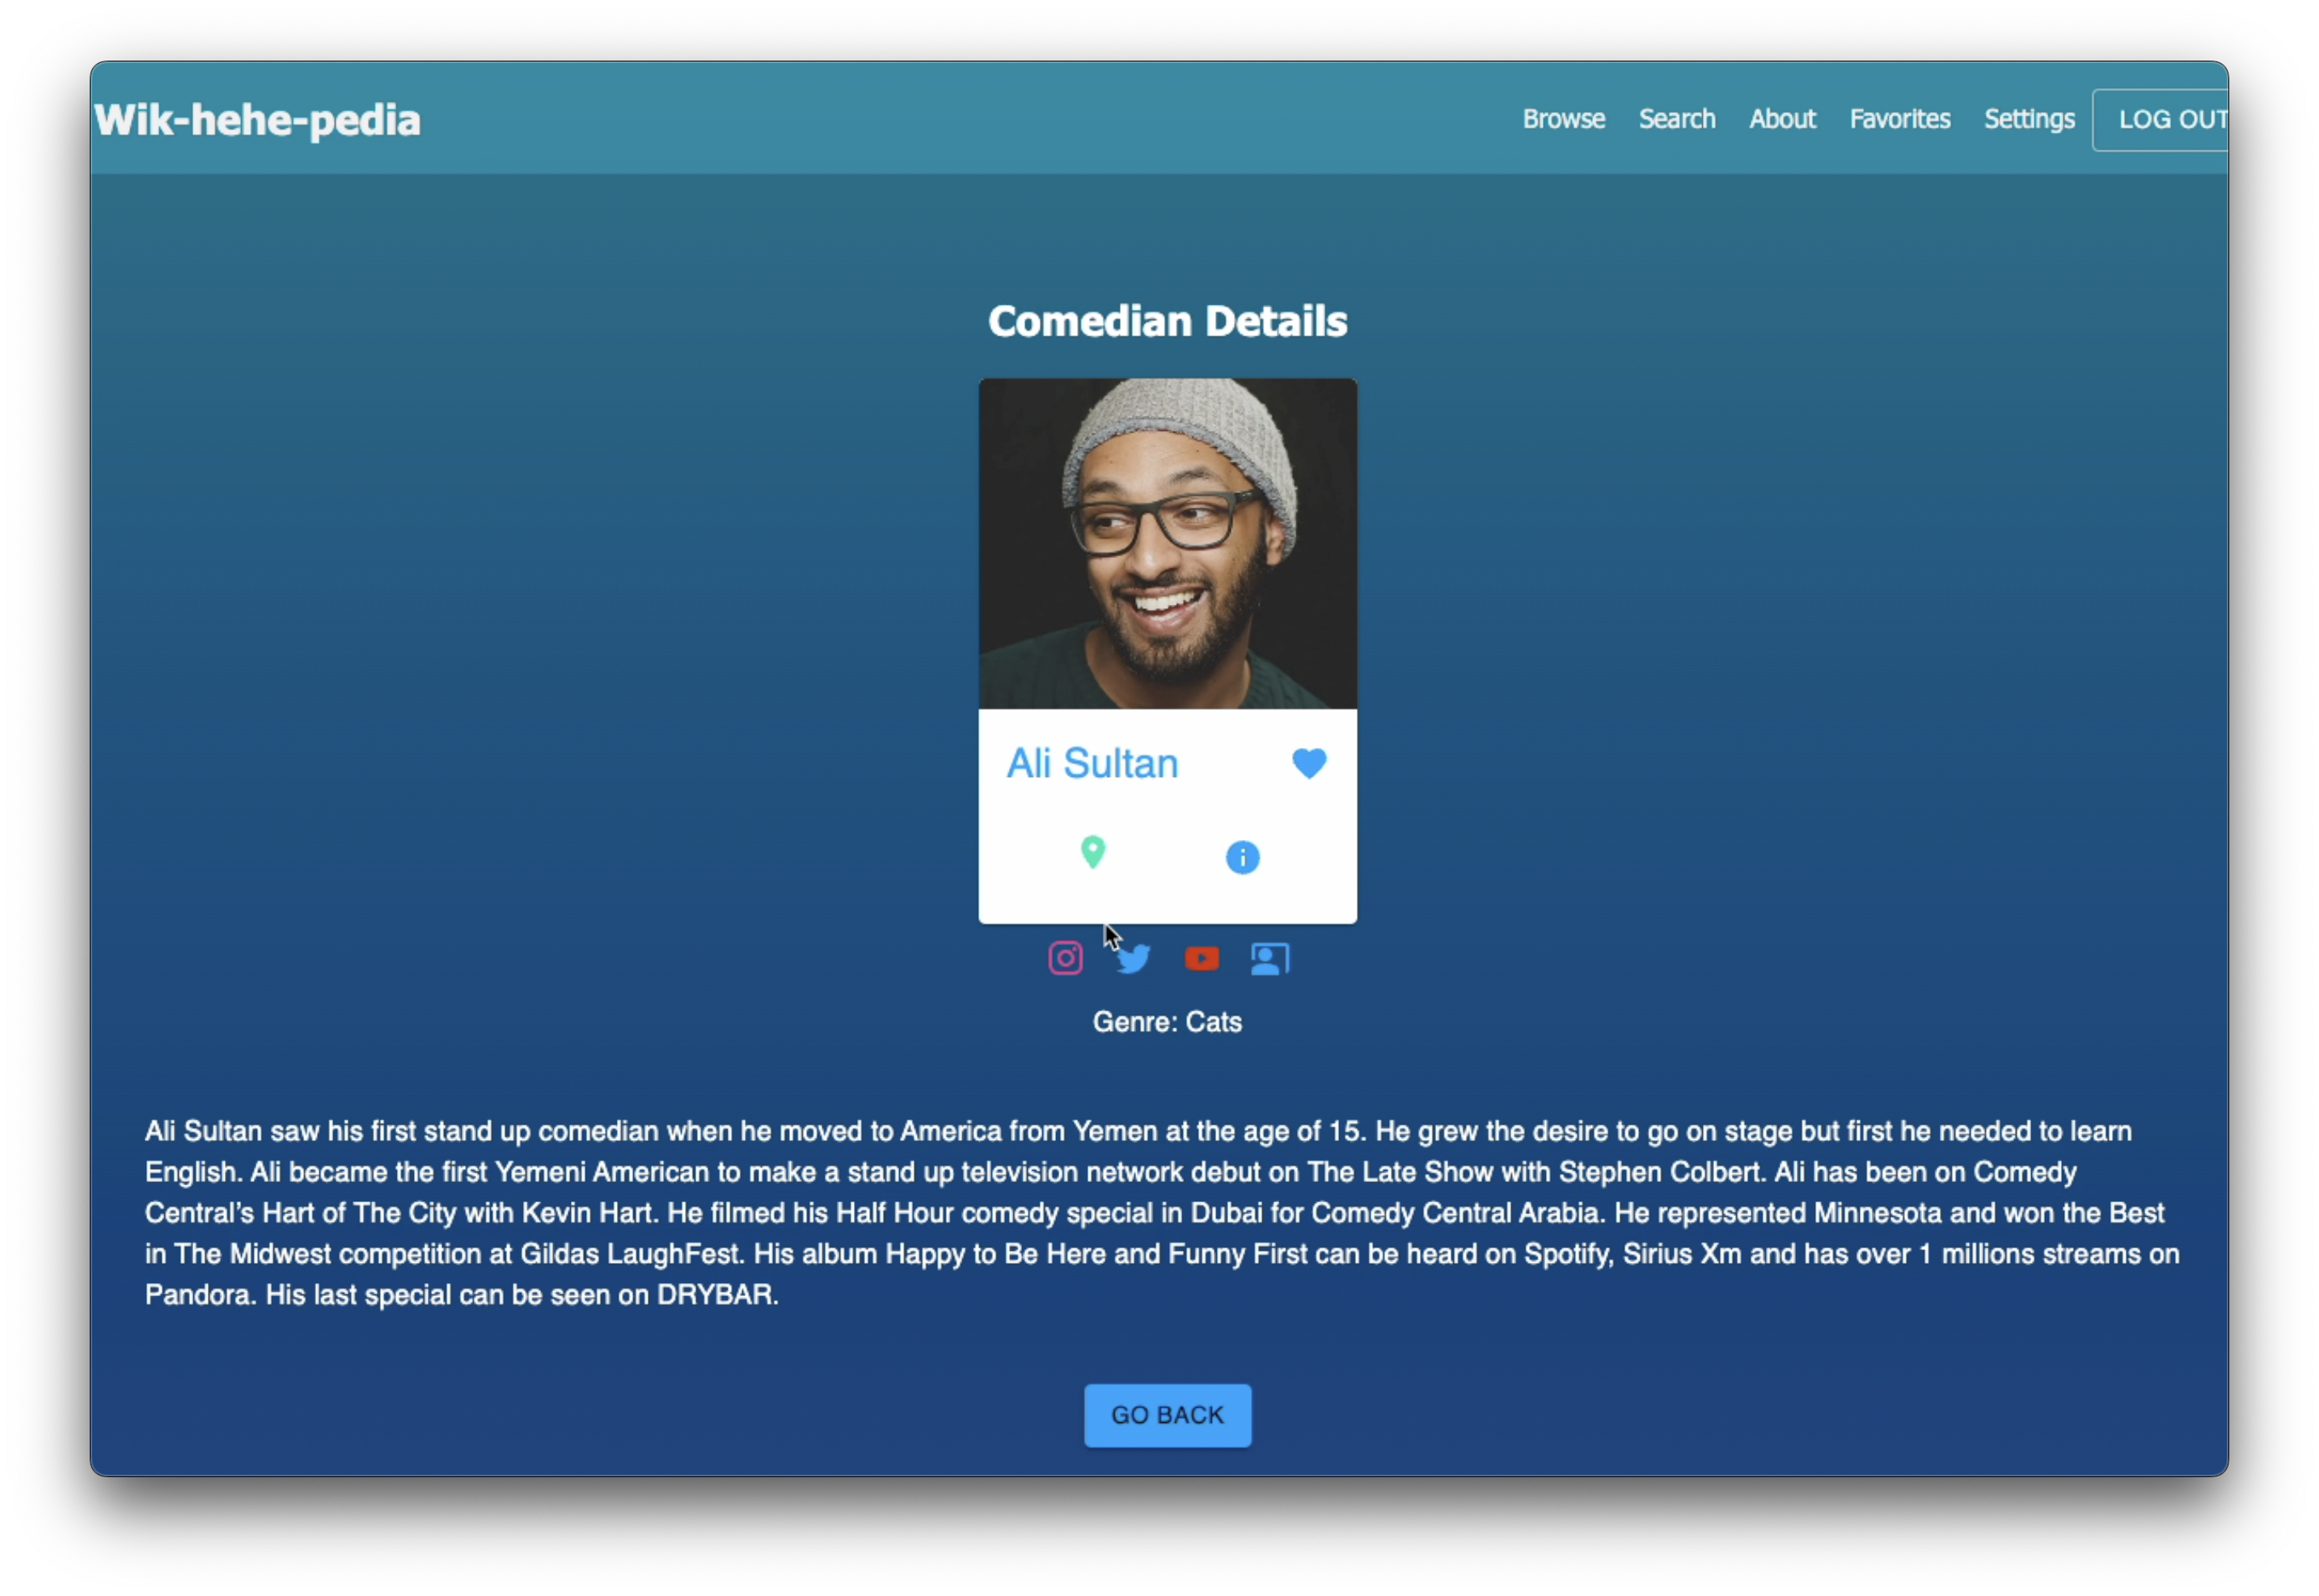 Wik-hehe-pedia
Browse Search About Favorites Settings LOG OUT
Comedian Details
Ali Sultan
Genre: Cats
Ali Sultan saw his first stand up comedian when he moved to America from Yemen at the age of 15. He grew the desire to go on stage but first he needed to learn
English. Ali became the first Yemeni American to make a stand up television network debut on The Late Show with Stephen Colbert. Ali has been on Comedy
Central’s Hart of The City with Kevin Hart. He filmed his Half Hour comedy special in Dubai for Comedy Central Arabia. He represented Minnesota and won the Best
in The Midwest competition at Gildas LaughFest. His album Happy to Be Here and Funny First can be heard on Spotify, Sirius Xm and has over 1 millions streams on
Pandora. His last special can be seen on DRYBAR.
GO BACK